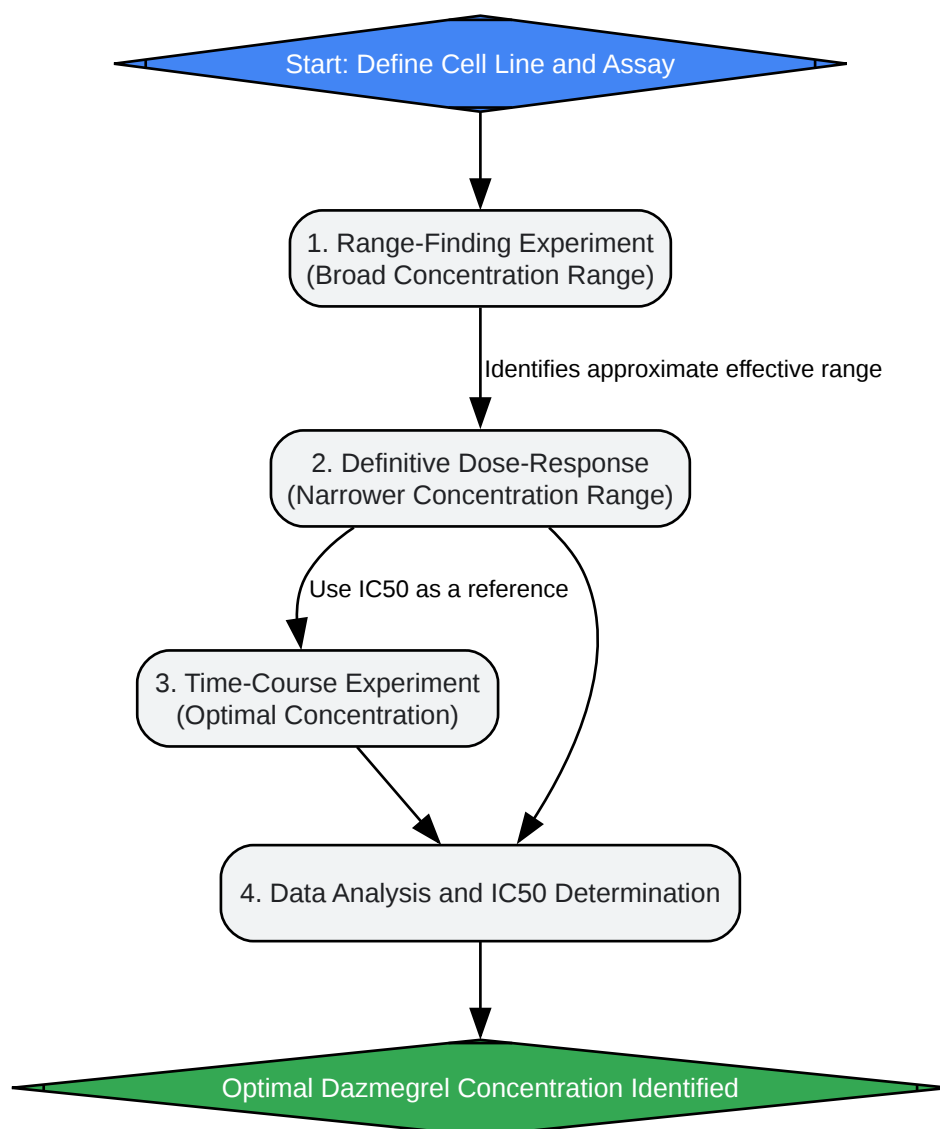 Start: Define Cell Line and Assay
1. Range-Finding Experiment
(Broad Concentration Range)
Identifies approximate effective range
2. Definitive Dose-Response
(Narrower Concentration Range)
Use IC50 as a reference
3. Time-Course Experiment
(Optimal Concentration)
4. Data Analysis and IC50 Determination
Optimal Dazmegrel Concentration Identified